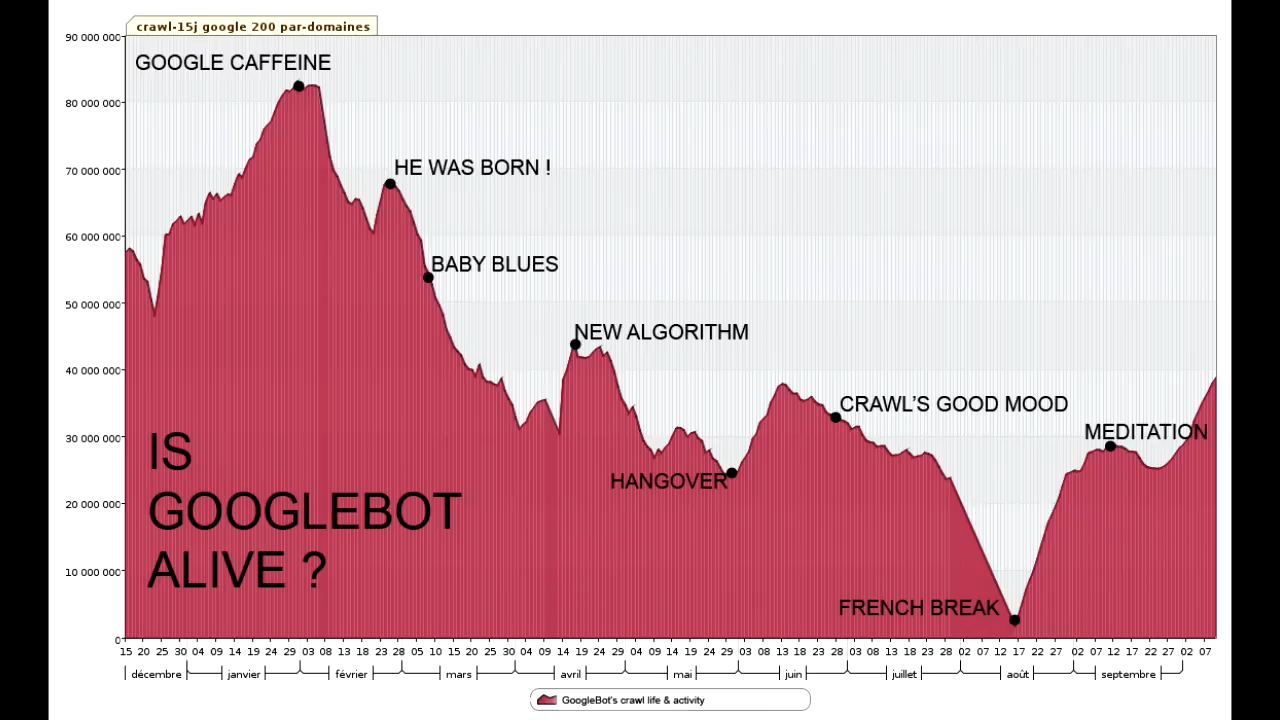 crawl-15j google 200 par-domaines
90 000 000
80 000 000
70 000 000
60 000 000
50 000 000
40 000 000
30 000 000
20 000 000
10 000 000
0
GOOGLE CAFFEINE
HE WAS BORN !
BABY BLUES
NEW ALGORITHM
CRAWL’S GOOD MOOD
MEDITATION
HANGOVER
FRENCH BREAK
IS
GOOGLEBOT
ALIVE ?
15 20 25 30 04 09 14 19 24 29 03 08 13 18 23 28 05 10 15 20 25 30 04 09 14 19 24 29 04 09 14 19 24 29 03 08 13 18 23 28 03 08 13 18 23 28 02 07 12 17 22 27 02 07 12 17 22 27 02 07
décembre janvier février mars avril mai juin juillet août septembre
GoogleBot's crawl life & activity